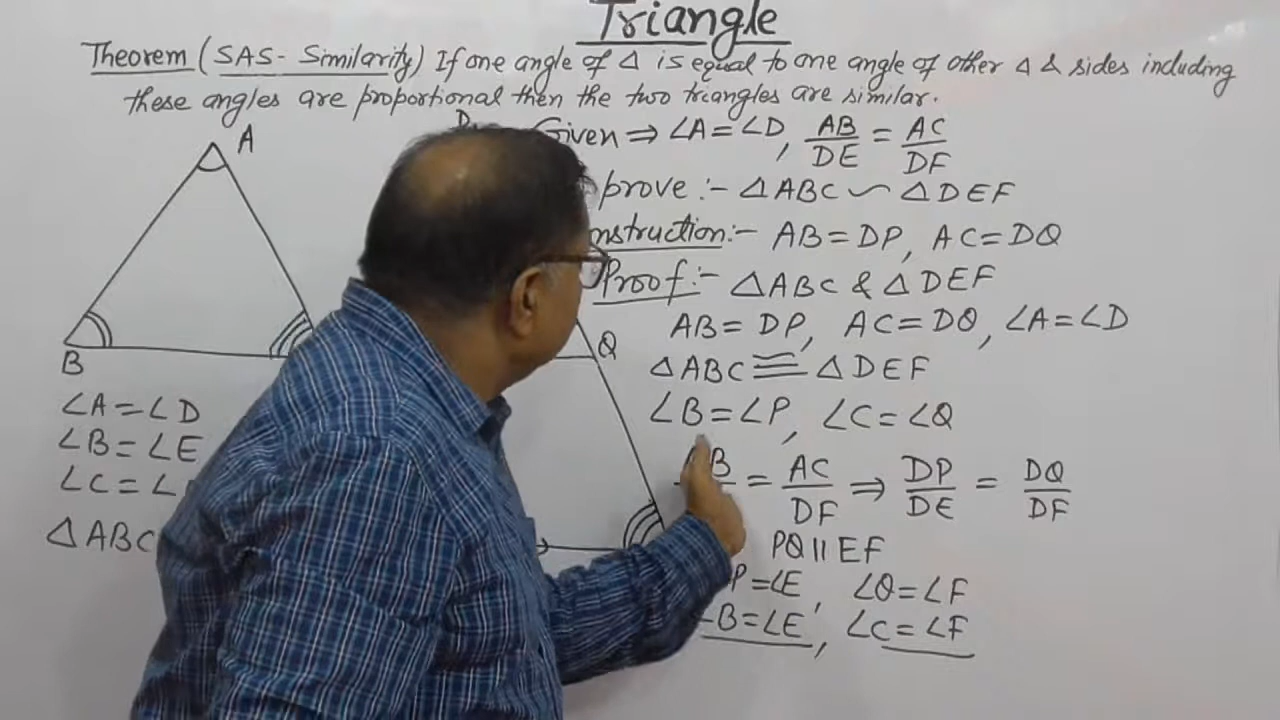 Triangle
Theorem (SAS- Similarity) If one angle of Δ is equal to one angle of other Δ & sides including
these angles are proportional then the two triangles are similar.
A
B
D
Q
Given ⇒ ∠A=∠D, AB/DE = AC/DF
prove :- ΔABC ∽ ΔDEF
nstruction:- AB=DP, AC=DQ
Proof:- ΔABC & ΔDEF
AB= DP, AC=DQ, ∠A=∠D
ΔABC ≅ ΔDEF
∠B=∠P, ∠C=∠Q
B = AC/DF ⇒ DP/DE = DQ/DF
PQ || EF
P=∠E, ∠Q=∠F
B=∠E, ∠C=∠F
∠A=∠D
∠B=∠E
∠C=∠
ΔABC